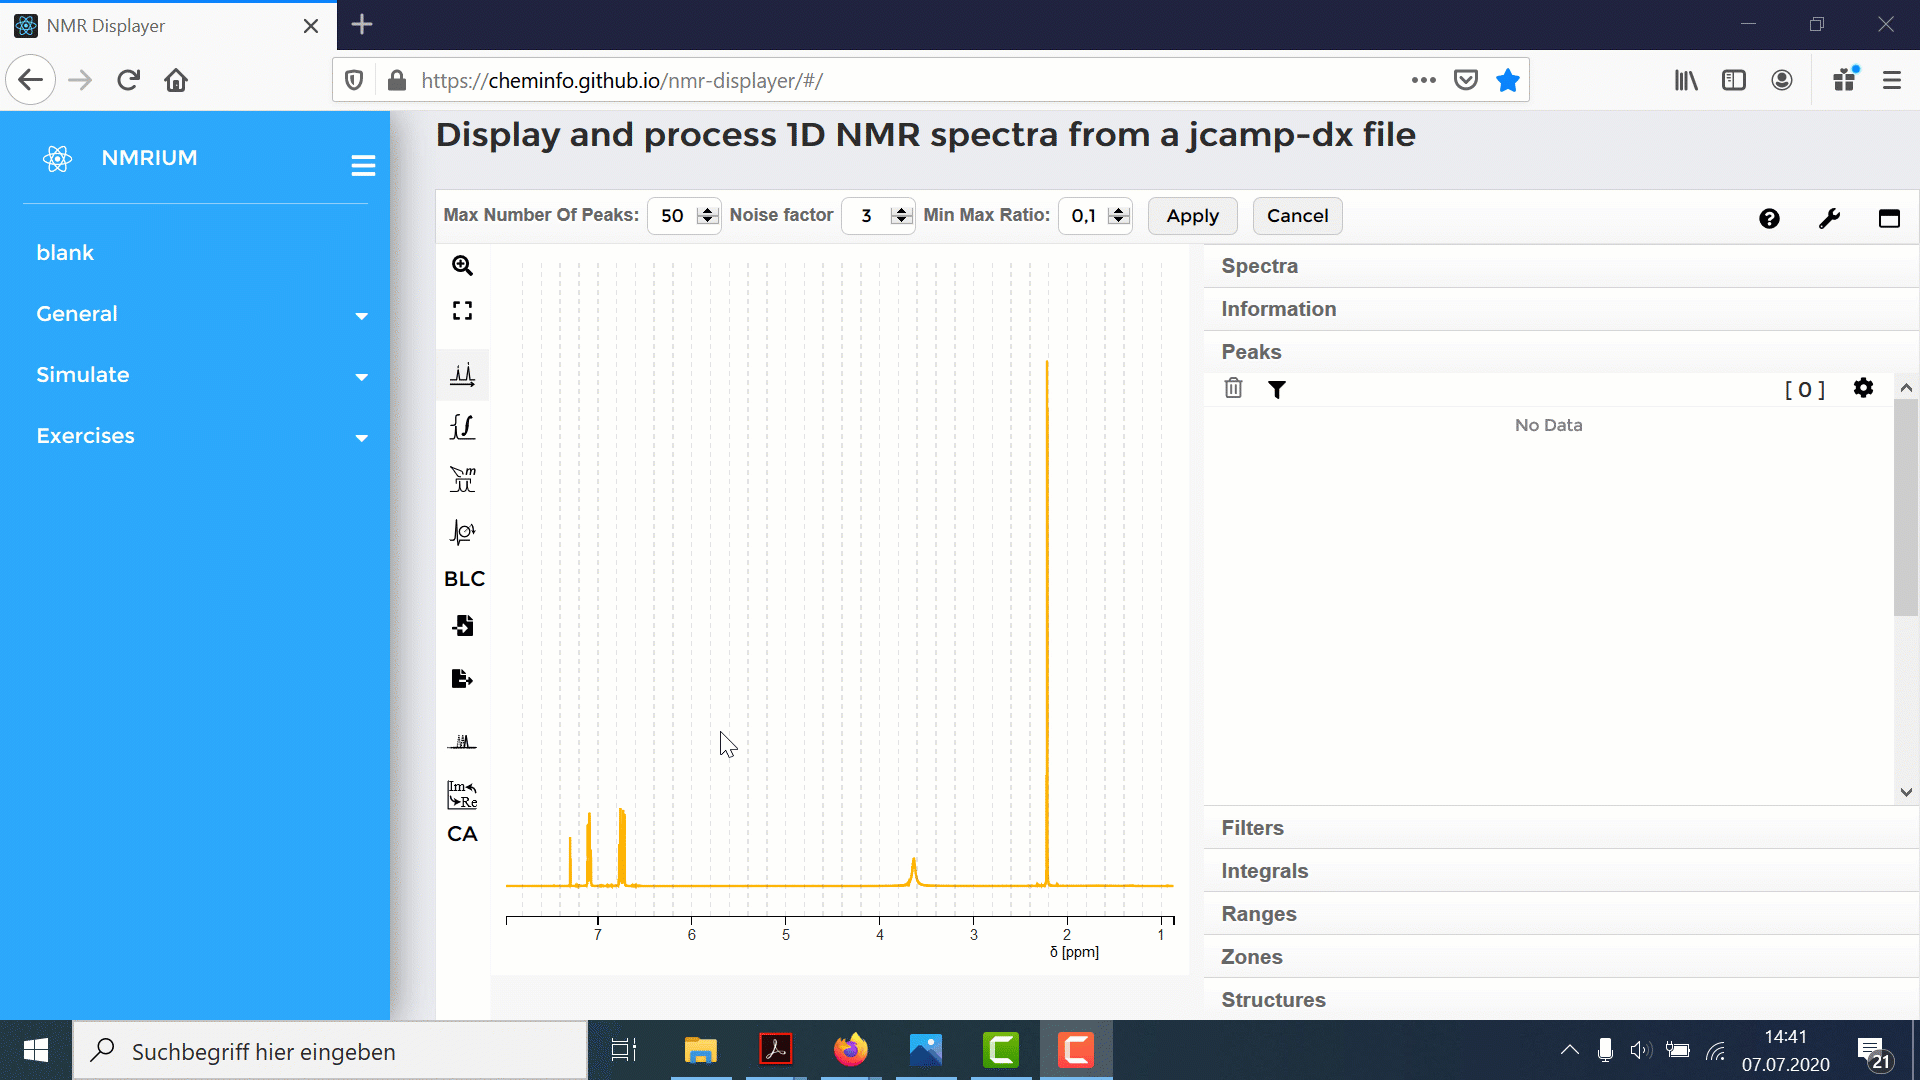 NMR Displayer
https://cheminfo.github.io/nmr-displayer/#/
NMRIUM
blank
General
Simulate
Exercises
Display and process 1D NMR spectra from a jcamp-dx file
Max Number Of Peaks: 50 Noise factor 3 Min Max Ratio: 0,1 Apply Cancel
m
BLC
Im
Re
CA
7 6 5 4 3 2 1
δ [ppm]
Spectra
Information
Peaks
[ 0 ]
No Data
Filters
Integrals
Ranges
Zones
Structures
Suchbegriff hier eingeben
14:41
07.07.2020
21